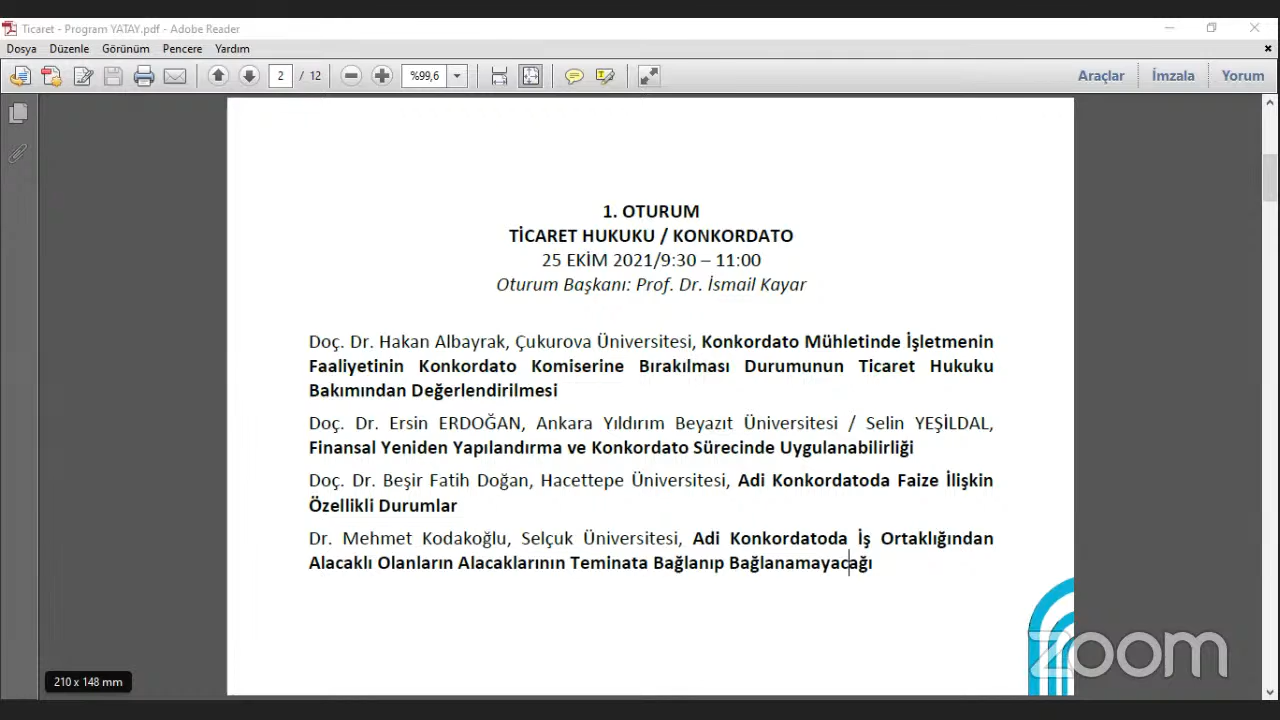 Ticaret - Program YATAY.pdf - Adobe Reader
Dosya Düzenle Görünüm Pencere Yardım
2 / 12 %99,6 Araçlar İmzala Yorum
1. OTURUM
TİCARET HUKUKU / KONKORDATO
25 EKİM 2021/9:30 – 11:00
Oturum Başkanı: Prof. Dr. İsmail Kayar
Doç. Dr. Hakan Albayrak, Çukurova Üniversitesi, Konkordato Mühletinde İşletmenin
Faaliyetinin Konkordato Komiserine Bırakılması Durumunun Ticaret Hukuku
Bakımından Değerlendirilmesi
Doç. Dr. Ersin ERDOĞAN, Ankara Yıldırım Beyazıt Üniversitesi / Selin YEŞİLDAL,
Finansal Yeniden Yapılandırma ve Konkordato Sürecinde Uygulanabilirliği
Doç. Dr. Beşir Fatih Doğan, Hacettepe Üniversitesi, Adi Konkordatoda Faize İlişkin
Özellikli Durumlar
Dr. Mehmet Kodakoğlu, Selçuk Üniversitesi, Adi Konkordatoda İş Ortaklığından
Alacaklı Olanların Alacaklarının Teminata Bağlanıp Bağlanamayacağı
zoom
210 x 148 mm